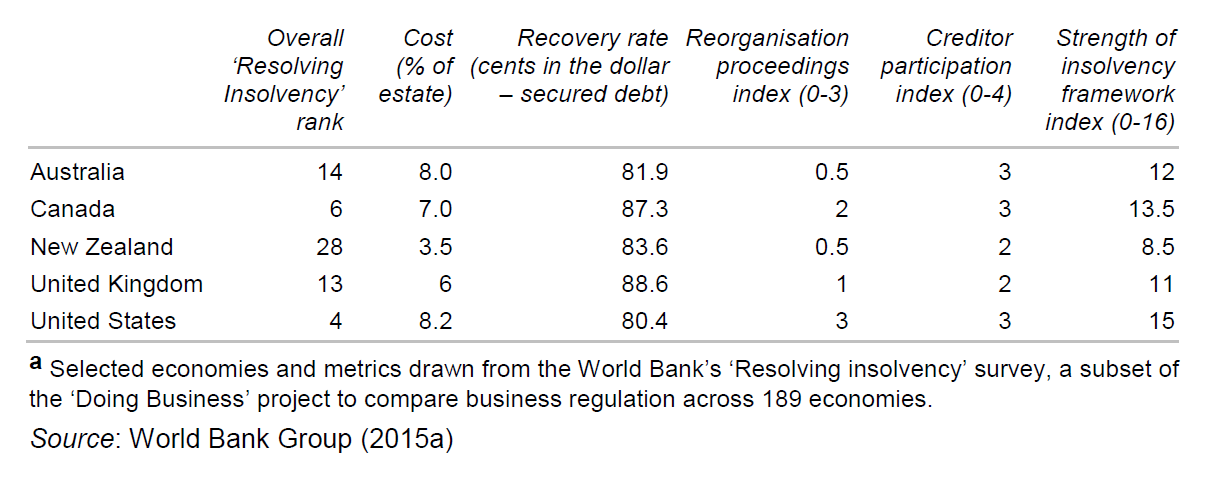 Overall Cost Recovery rate Reorganisation Creditor Strength of
‘Resolving (% of (cents in the dollar proceedings participation insolvency
Insolvency’ estate) – secured debt) index (0-3) index (0-4) framework
rank index (0-16)
Australia 14 8.0 81.9 0.5 3 12
Canada 6 7.0 87.3 2 3 13.5
New Zealand 28 3.5 83.6 0.5 2 8.5
United Kingdom 13 6 88.6 1 2 11
United States 4 8.2 80.4 3 3 15
a Selected economies and metrics drawn from the World Bank’s ‘Resolving insolvency’ survey, a subset of
the ‘Doing Business’ project to compare business regulation across 189 economies.
Source: World Bank Group (2015a)